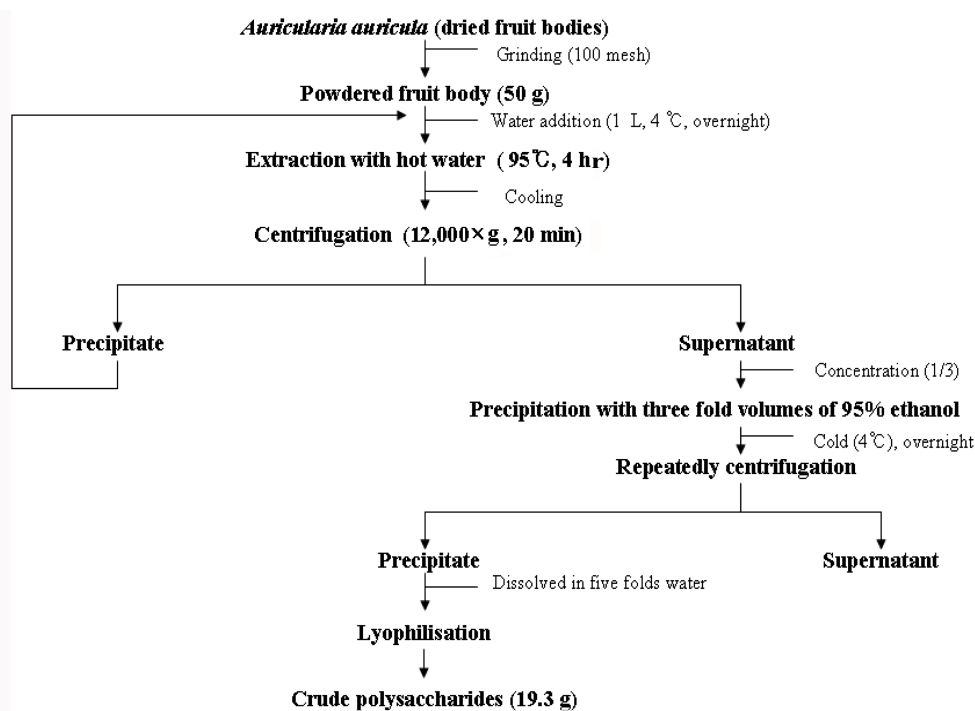 Auricularia auricula (dried fruit bodies)
Grinding (100 mesh)
Powdered fruit body (50 g)
Water addition (1 L, 4 ℃, overnight)
Extraction with hot water (95℃, 4 hr)
Cooling
Centrifugation (12,000×g, 20 min)
Precipitate
Supernatant
Concentration (1/3)
Precipitation with three fold volumes of 95% ethanol
Cold (4℃), overnight
Repeatedly centrifugation
Precipitate
Supernatant
Dissolved in five folds water
Lyophilisation
Crude polysaccharides (19.3 g)